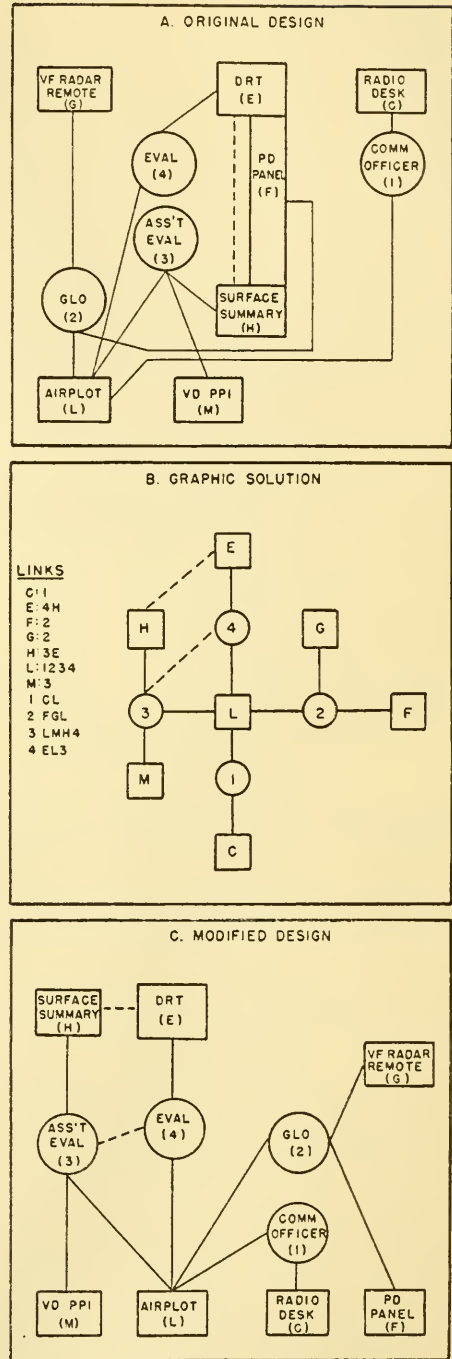 A. ORIGINAL DESIGN
VF RADAR
REMOTE
(G)
DRT
(E)
RADIO
DESK
(C)
EVAL
(4)
PD
PANEL
(F)
COMM
OFFICER
(1)
ASS'T
EVAL
(3)
GLO
(2)
SURFACE
SUMMARY
(H)
AIRPLOT
(L)
VD PPI
(M)
B. GRAPHIC SOLUTION
LINKS
C:1
E:4H
F:2
G:2
H:3E
L:1234
M:3
1 CL
2 FGL
3 LMH4
4 EL3
E
H
4
G
3
L
2
F
M
1
C
C. MODIFIED DESIGN
SURFACE
SUMMARY
(H)
DRT
(E)
VF RADAR
REMOTE
(G)
ASS'T
EVAL
(3)
EVAL
(4)
GLO
(2)
COMM
OFFICER
(1)
VD PPI
(M)
AIRPLOT
(L)
RADIO
DESK
(C)
PD
PANEL
(F)